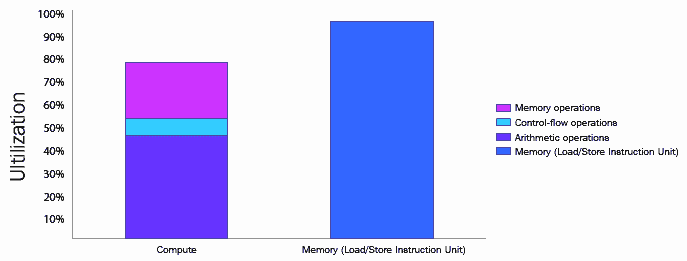 100%
90%
80%
70%
60%
50%
40%
30%
20%
10%
Ultilization
Compute
Memory (Load/Store Instruction Unit)
Memory operations
Control-flow operations
Arithmetic operations
Memory (Load/Store Instruction Unit)